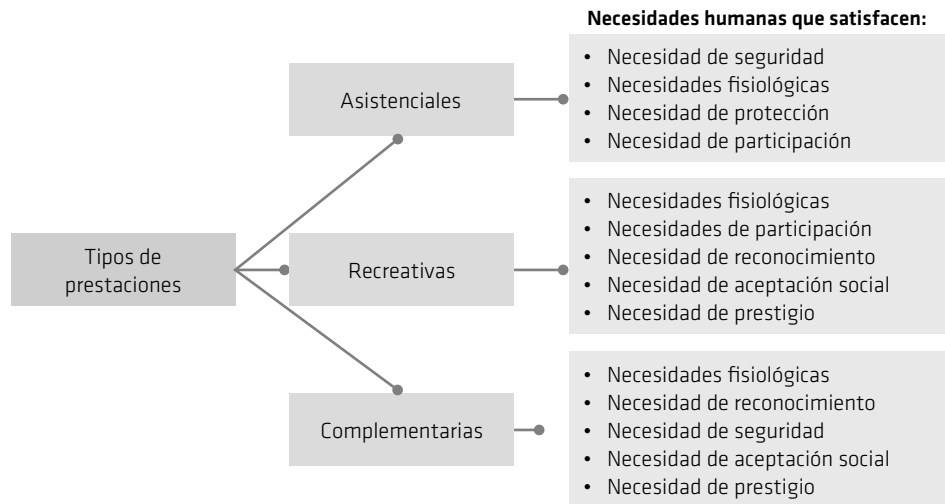 Necesidades humanas que satisfacen:
Asistenciales
• Necesidad de seguridad
• Necesidades fisiológicas
• Necesidad de protección
• Necesidad de participación
Tipos de
prestaciones
Recreativas
• Necesidades fisiológicas
• Necesidades de participación
• Necesidad de reconocimiento
• Necesidad de aceptación social
• Necesidad de prestigio
Complementarias
• Necesidades fisiológicas
• Necesidad de reconocimiento
• Necesidad de seguridad
• Necesidad de aceptación social
• Necesidad de prestigio